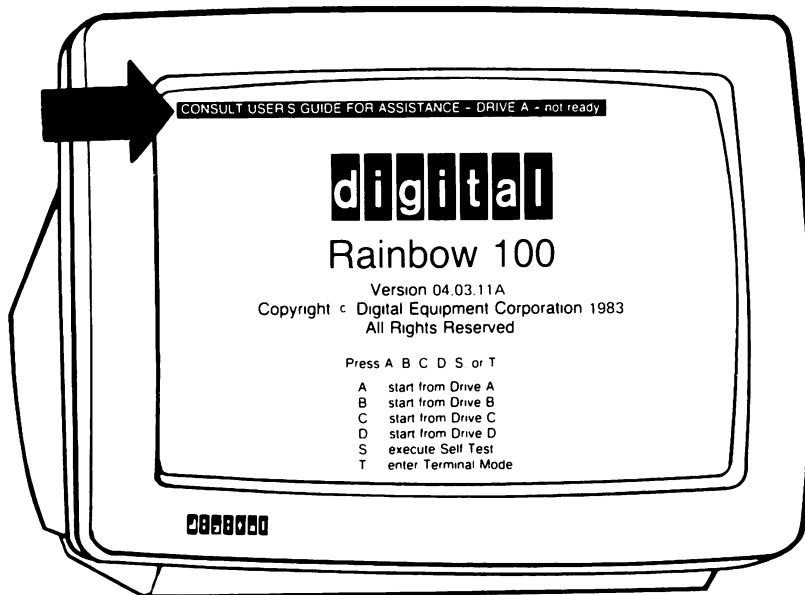 CONSULT USER'S GUIDE FOR ASSISTANCE - DRIVE A - not ready
digital
Rainbow 100
Version 04.03.11A
Copyright c Digital Equipment Corporation 1983
All Rights Reserved
Press A B C D S. or T
A start from Drive A
B start from Drive B
C start from Drive C
D start from Drive D
S execute Self Test
T enter Terminal Mode
digital